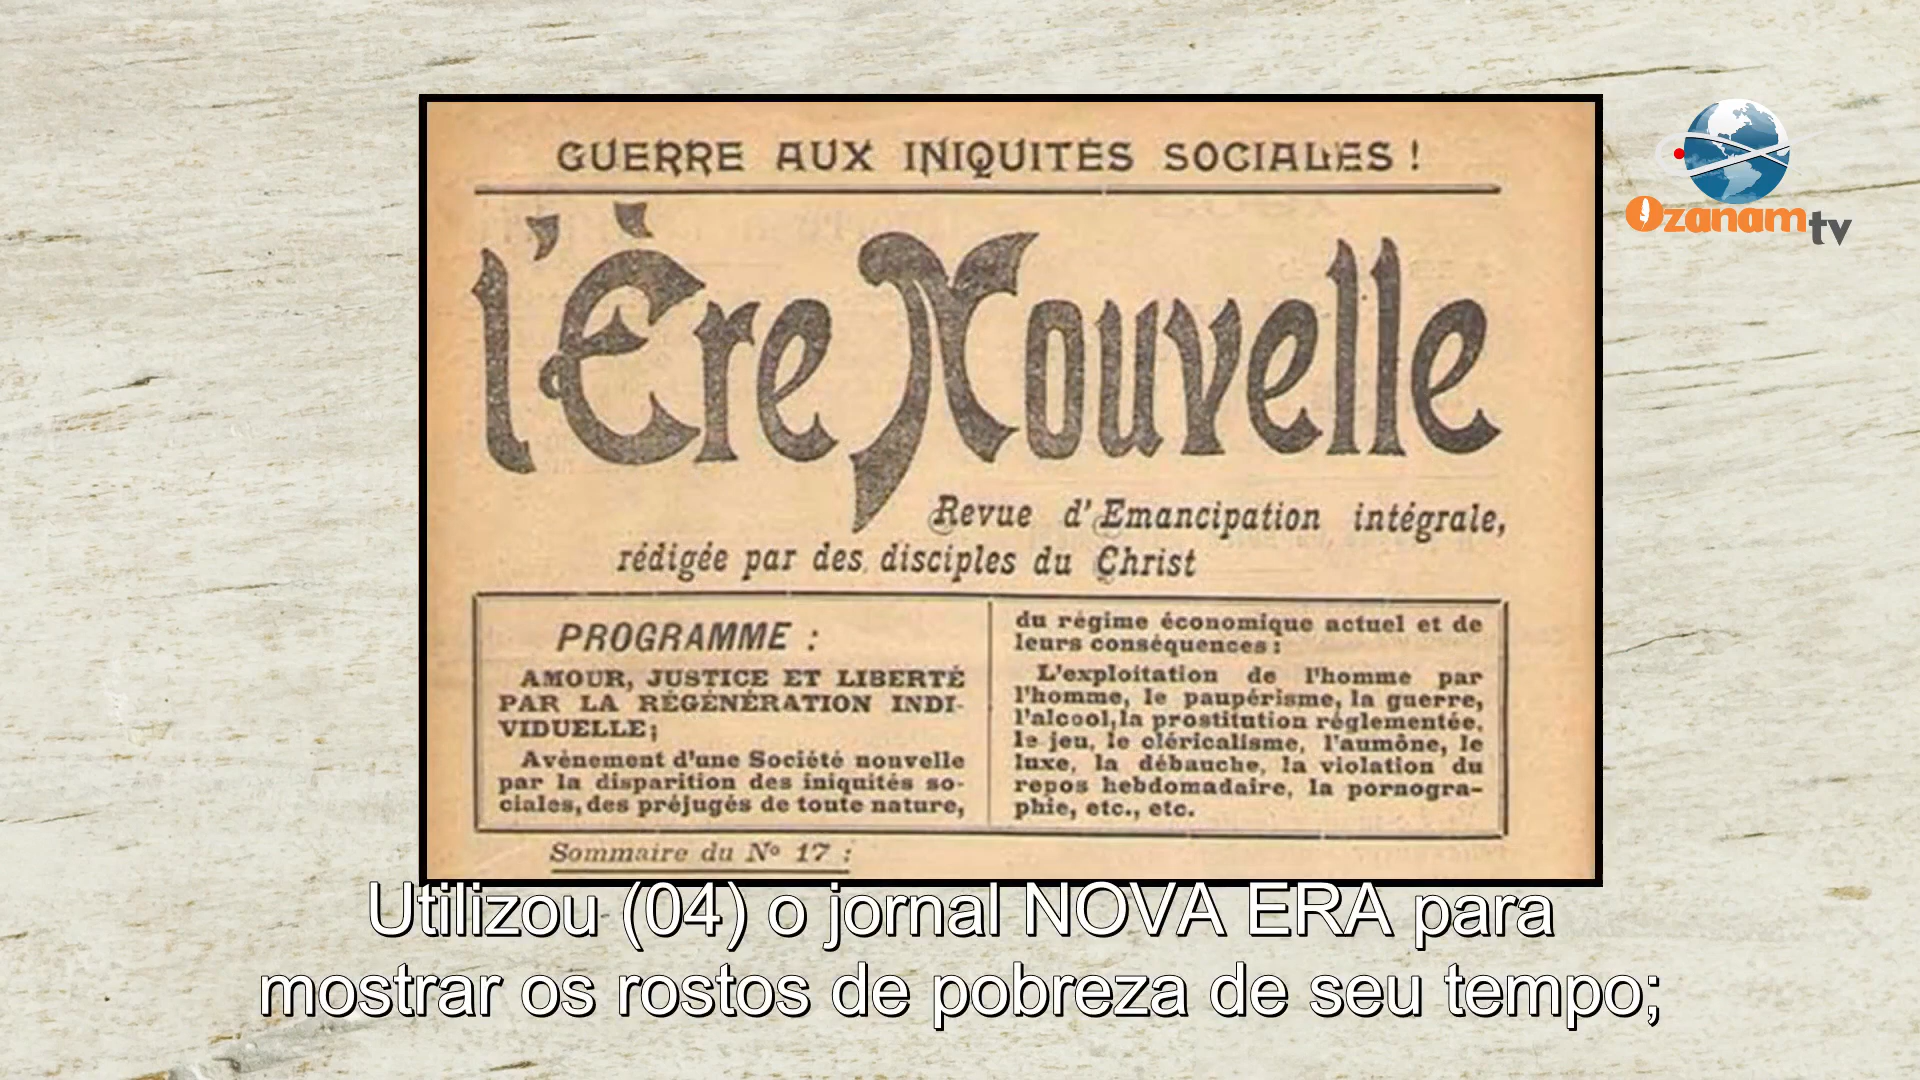 GUERRE AUX INIQUITÉS SOCIALES !
l'Ère Nouvelle
Revue d'Emancipation intégrale,
rédigée par des disciples du Christ
PROGRAMME :
AMOUR, JUSTICE ET LIBERTÉ
PAR LA RÉGÉNÉRATION INDI-
VIDUELLE;
Avènement d'une Société nouvelle
par la disparition des iniquités so-
ciales, des préjugés de toute nature,
du régime économique actuel et de
leurs conséquences :
L'exploitation de l'homme par
l'homme, le paupérisme, la guerre,
l'alcool, la prostitution réglementée,
le jeu, le cléricalisme, l'aumône, le
luxe, la débauche, la violation du
repos hebdomadaire, la pornogra-
phie, etc., etc.
Sommaire du No 17 :
Ozanam tv
Utilizou (04) o jornal NOVA ERA para
mostrar os rostos de pobreza de seu tempo;